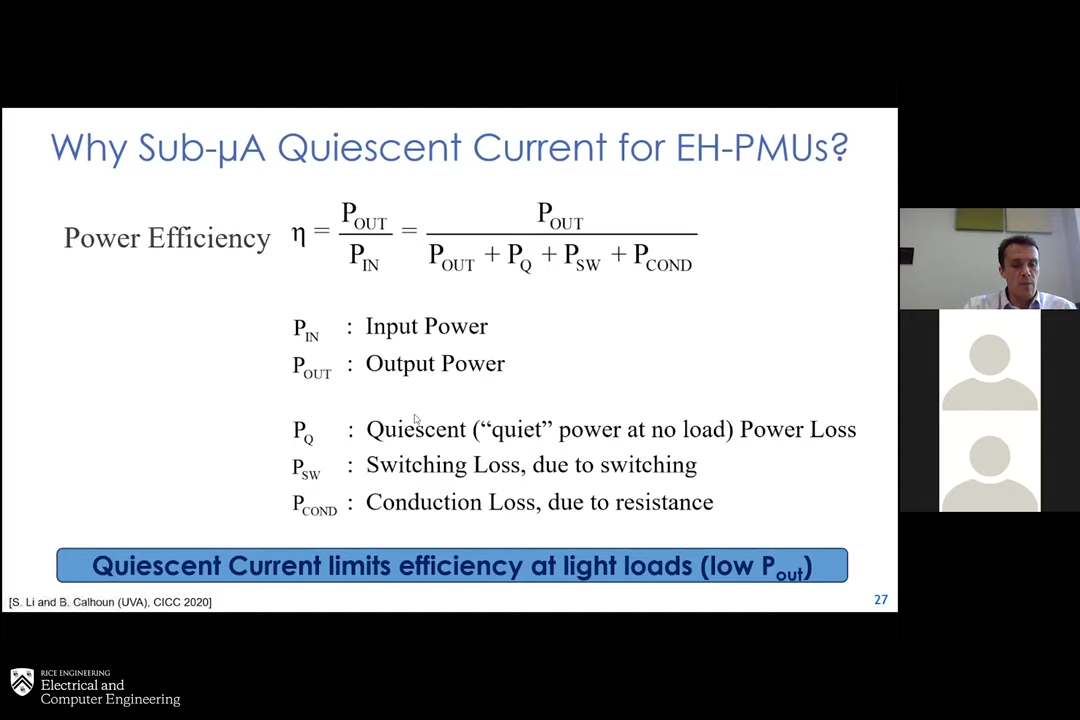 Why Sub-µA Quiescent Current for EH-PMUs?
Power Efficiency η = P_OUT / P_IN = P_OUT / (P_OUT + P_Q + P_SW + P_COND)
P_IN : Input Power
P_OUT : Output Power
P_Q : Quiescent (“quiet” power at no load) Power Loss
P_SW : Switching Loss, due to switching
P_COND : Conduction Loss, due to resistance
Quiescent Current limits efficiency at light loads (low P_out)
[S. Li and B. Calhoun (UVA), CICC 2020]
27
RICE ENGINEERING
Electrical and
Computer Engineering